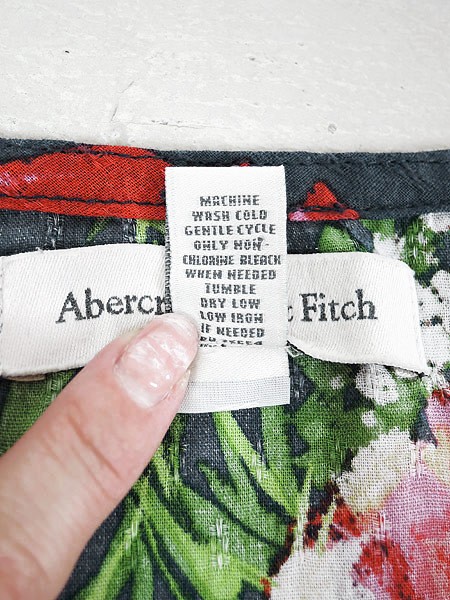 MACHINE
WASH COLD
GENTLE CYCLE
ONLY NON-
CHLORINE BLEACH
WHEN NEEDED
TUMBLE
DRY LOW
LOW IRON
IF NEEDED
Aberc Fitch